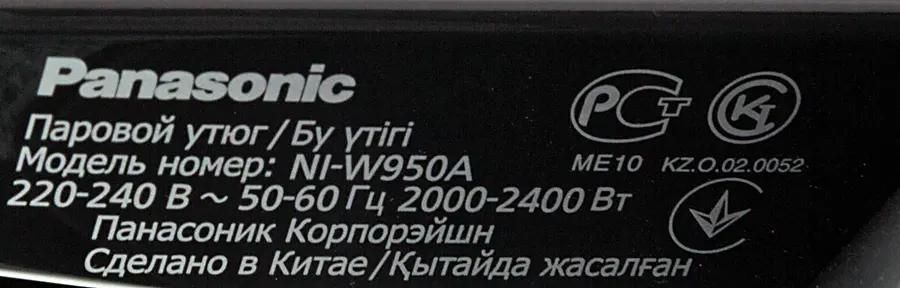 Panasonic
Паровой утюг/Бу үтігі
Модель номер: NI-W950A
220-240 В ~ 50-60 Гц 2000-2400 Вт
Панасоник Корпорэйшн
Сделано в Китае/Қытайда жасалған
РСТ
ME10 KZ.O.02.0052